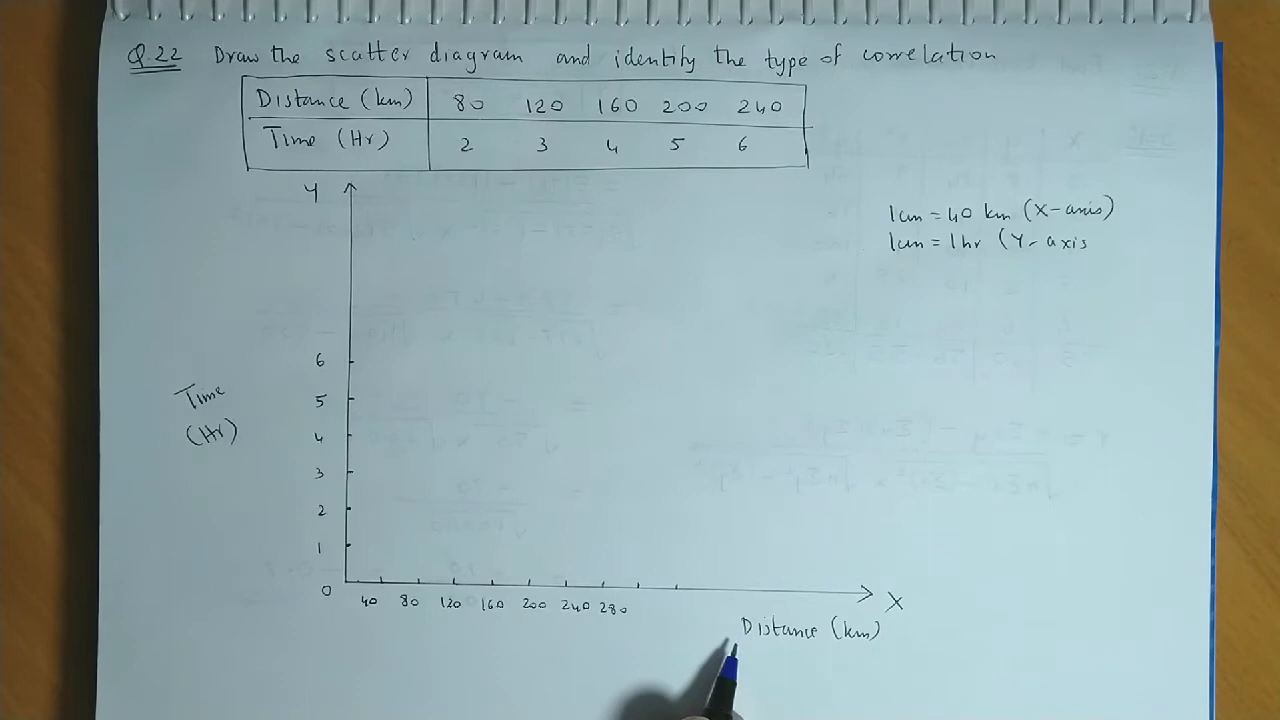 Q.22 Draw the scatter diagram and identify the type of correlation
Distance (km) 80 120 160 200 240
Time (Hr) 2 3 4 5 6
Y
1cm = 40 km (X-axis)
1cm = 1hr (Y-axis
6
5
4
3
2
1
0
Time
(Hr)
40 80 120 160 200 240 280
X
Distance (km)